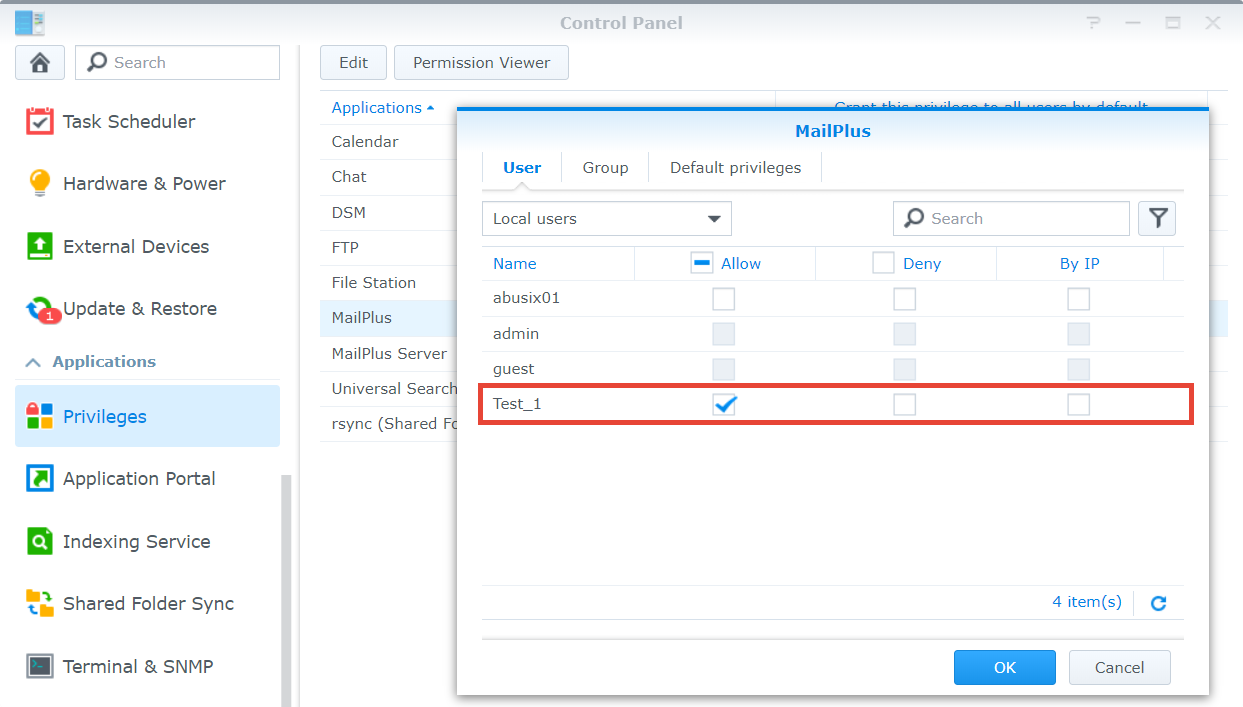 Control Panel
Search
Task Scheduler
Hardware & Power
External Devices
1
Update & Restore
Applications
Privileges
Application Portal
Indexing Service
Shared Folder Sync
Terminal & SNMP
Edit
Permission Viewer
Applications
Grant this privilege to all users by default
Calendar
Chat
DSM
FTP
File Station
MailPlus
MailPlus Server
Universal Search
rsync (Shared Fo
MailPlus
User
Group
Default privileges
Local users
Search
Name Allow Deny By IP
abusix01
admin
guest
Test_1
4 item(s)
OK
Cancel